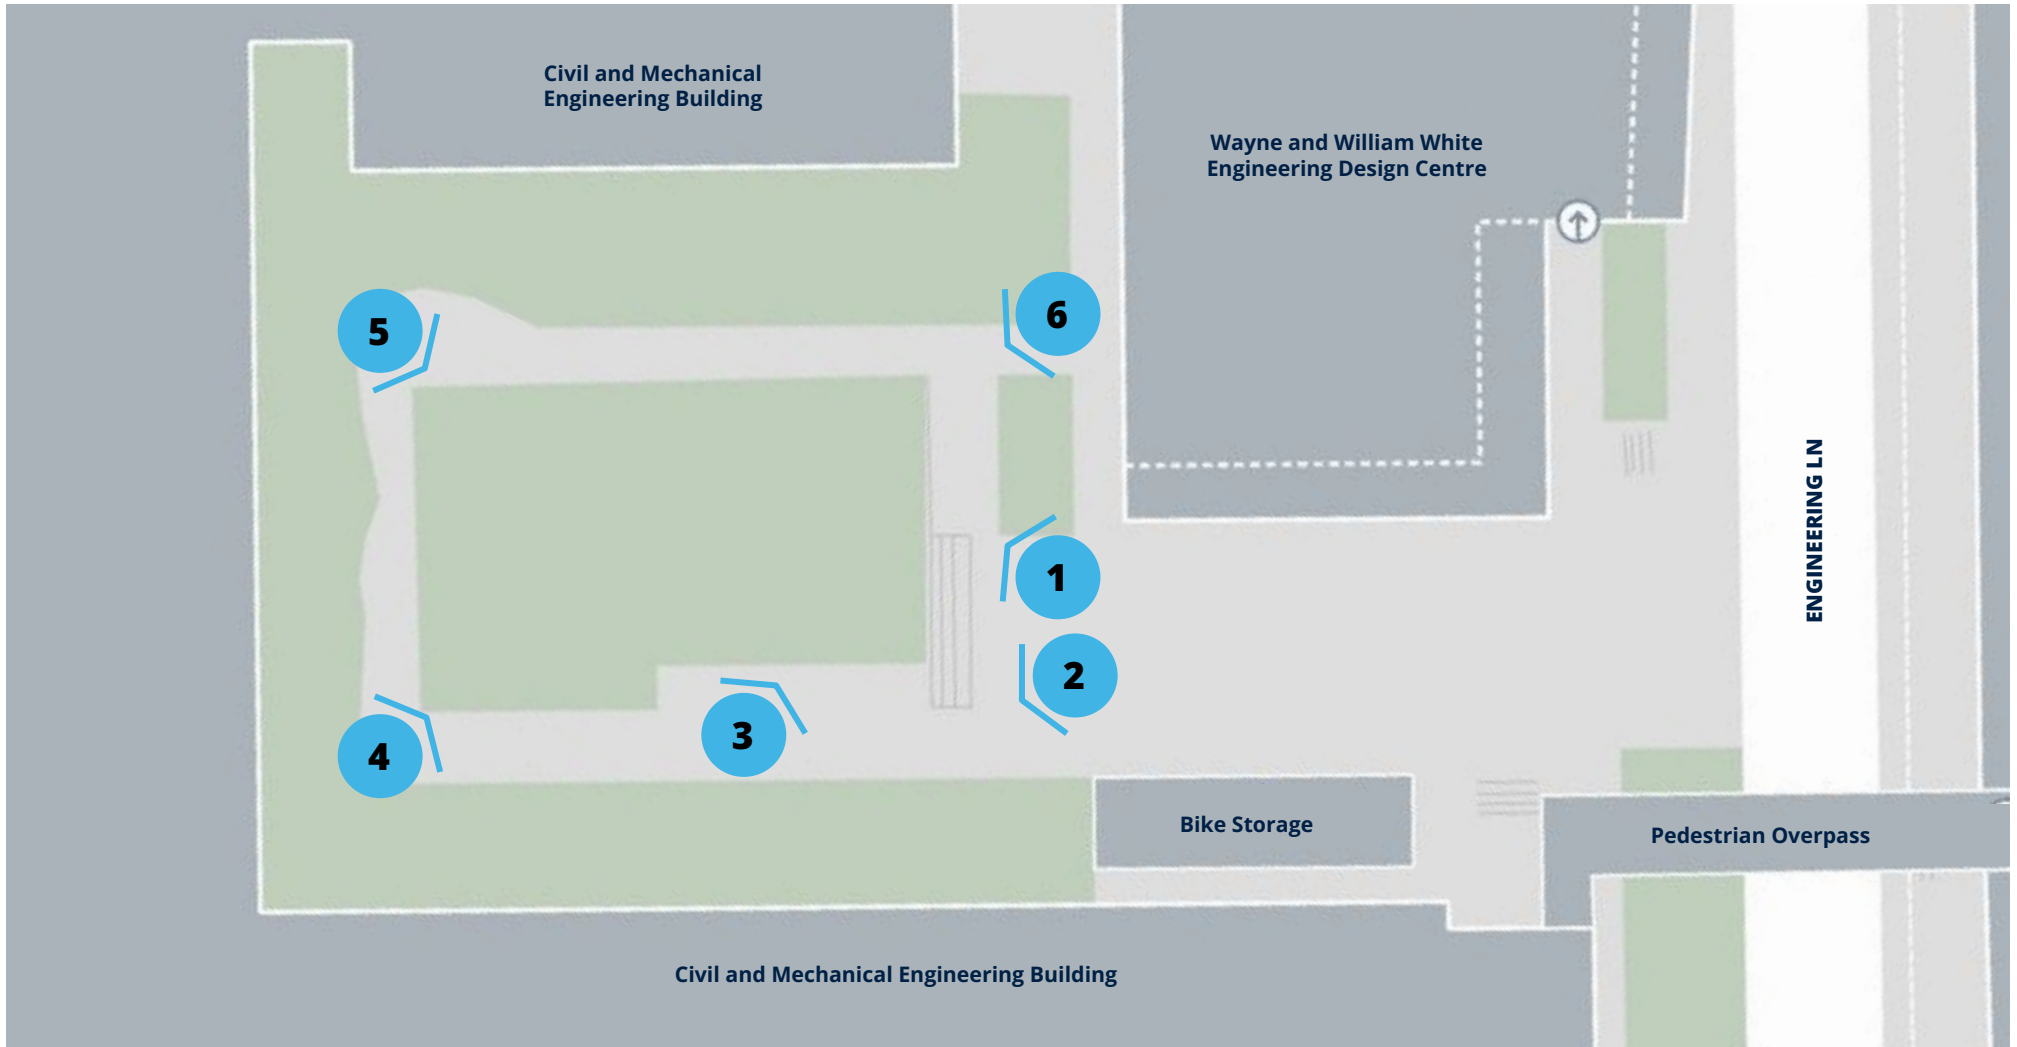 Civil and Mechanical
Engineering Building
Wayne and William White
Engineering Design Centre
5
6
ENGINEERING LN
1
2
3
4
Bike Storage
Pedestrian Overpass
Civil and Mechanical Engineering Building